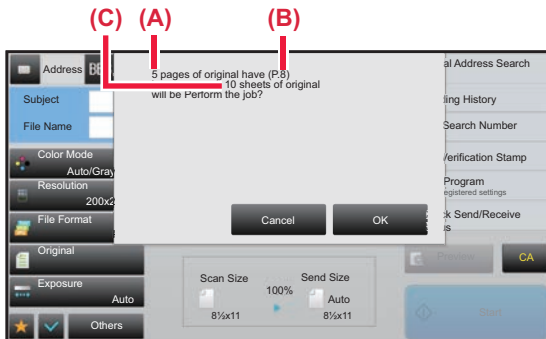 (C) (A) (B)
Address
5 pages of original have (P.8)
10 sheets of original
will be Perform the job?
al Address Search
Subject
ling History
File Name
Search Number
Color Mode
Auto/Gray
Verification Stamp
Resolution
200x2
Program
egistered settings
File Format
Cancel
OK
k Send/Receive
us
Original
Preview
CA
Scan Size
Send Size
Exposure
Auto
100%
Auto
8½x11
8½x11
Start
Others